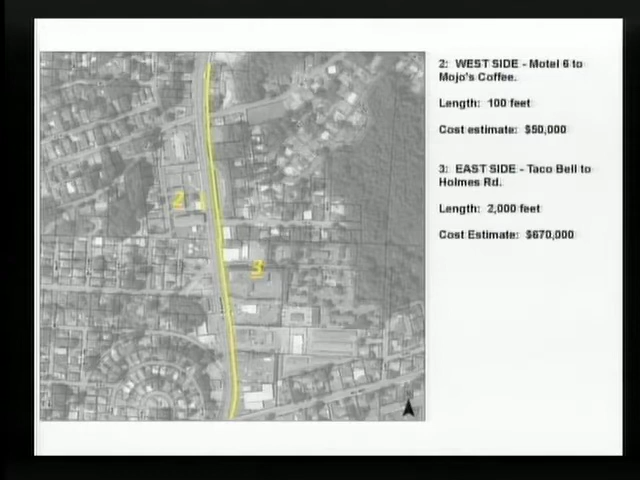 2: WEST SIDE - Motel 6 to
Mojo's Coffee.
Length: 100 feet
Cost estimate: $50,000
3: EAST SIDE - Taco Bell to
Holmes Rd.
Length: 2,000 feet
Cost Estimate: $670,000
2
3